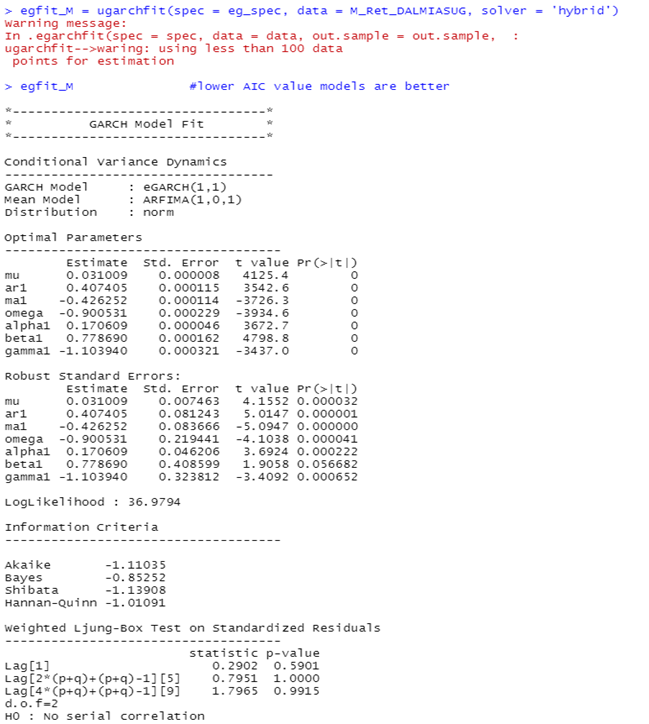 > egfit_M = ugarchfit(spec = eg_spec, data = M_Ret_DALMIASUG, solver = 'hybrid')
Warning message:
In .egarchfit(spec = spec, data = data, out.sample = out.sample,  :
ugarchfit-->waring: using less than 100 data
 points for estimation
> egfit_M                #lower AIC value models are better
*---------------------------------*
*          GARCH Model Fit        *
*---------------------------------*
Conditional Variance Dynamics
-----------------------------------
GARCH Model     : eGARCH(1,1)
Mean Model      : ARFIMA(1,0,1)
Distribution    : norm
Optimal Parameters
------------------------------------
        Estimate  Std. Error  t value Pr(>|t|)
mu      0.031009    0.000008   4125.4        0
ar1     0.407405    0.000115   3542.6        0
ma1    -0.426252    0.000114  -3726.3        0
omega  -0.900531    0.000229  -3934.6        0
alpha1  0.170609    0.000046   3672.7        0
beta1   0.778690    0.000162   4798.8        0
gamma1 -1.103940    0.000321  -3437.0        0
Robust Standard Errors:
        Estimate  Std. Error  t value Pr(>|t|)
mu      0.031009    0.007463   4.1552 0.000032
ar1     0.407405    0.081243   5.0147 0.000001
ma1    -0.426252    0.083666  -5.0947 0.000000
omega  -0.900531    0.219441  -4.1038 0.000041
alpha1  0.170609    0.046206   3.6924 0.000222
beta1   0.778690    0.408599   1.9058 0.056682
gamma1 -1.103940    0.323812  -3.4092 0.000652
LogLikelihood : 36.9794
Information Criteria
------------------------------------
Akaike       -1.11035
Bayes        -0.85252
Shibata      -1.13908
Hannan-Quinn -1.01091
Weighted Ljung-Box Test on Standardized Residuals
------------------------------------
                        statistic p-value
Lag[1]                     0.2902  0.5901
Lag[2*(p+q)+(p+q)-1][5]    0.7951  1.0000
Lag[4*(p+q)+(p+q)-1][9]    1.7965  0.9915
d.o.f=2
H0 : No serial correlation